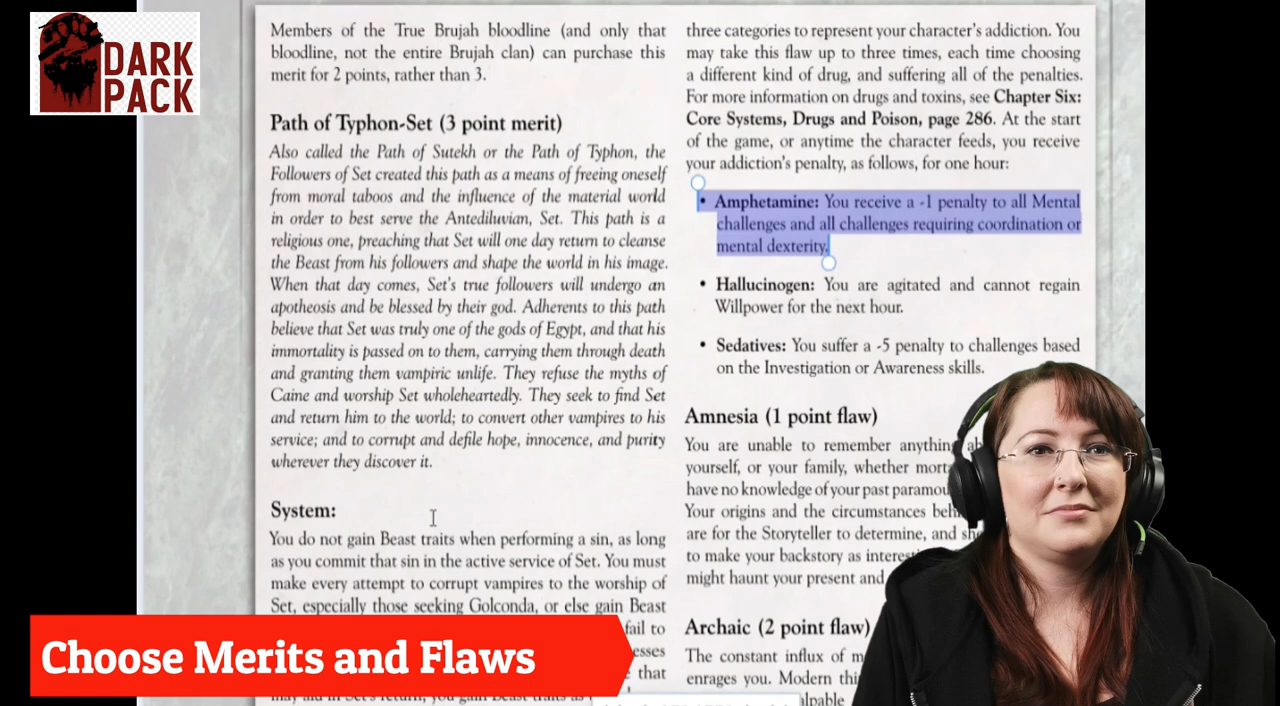 DARK
PACK
Members of the True Brujah bloodline (and only that
bloodline, not the entire Brujah clan) can purchase this
merit for 2 points, rather than 3.
Path of Typhon-Set (3 point merit)
Also called the Path of Sutekh or the Path of Typhon, the
Followers of Set created this path as a means of freeing oneself
from moral taboos and the influence of the material world
in order to best serve the Antediluvian, Set. This path is a
religious one, preaching that Set will one day return to cleanse
the Beast from his followers and shape the world in his image.
When that day comes, Set's true followers will undergo an
apotheosis and be blessed by their god. Adherents to this path
believe that Set was truly one of the gods of Egypt, and that his
immortality is passed on to them, carrying them through death
and granting them vampiric unlife. They refuse the myths of
Caine and worship Set wholeheartedly. They seek to find Set
and return him to the world; to convert other vampires to his
service; and to corrupt and defile hope, innocence, and purity
wherever they discover it.
System:
You do not gain Beast traits when performing a sin, as long
as you commit that sin in the active service of Set. You must
make every attempt to corrupt vampires to the worship of
Set, especially those seeking Golconda, or else gain Beast
fail to
that
three categories to represent your character's addiction. You
may take this flaw up to three times, each time choosing
a different kind of drug, and suffering all of the penalties.
For more information on drugs and toxins, see Chapter Six:
Core Systems, Drugs and Poison, page 286. At the start
of the game, or anytime the character feeds, you receive
your addiction's penalty, as follows, for one hour:
• Amphetamine: You receive a -1 penalty to all Mental
challenges and all challenges requiring coordination or
mental dexterity.
• Hallucinogen: You are agitated and cannot regain
Willpower for the next hour.
• Sedatives: You suffer a -5 penalty to challenges based
on the Investigation or Awareness skills.
Amnesia (1 point flaw)
You are unable to remember anything
yourself, or your family, whether
have no knowledge of your past
Your origins and the circumstances
are for the Storyteller to determine, and
to make your backstory as
might haunt your present and
Archaic (2 point flaw)
The constant influx of
enrages you. Modern
Choose Merits and Flaws